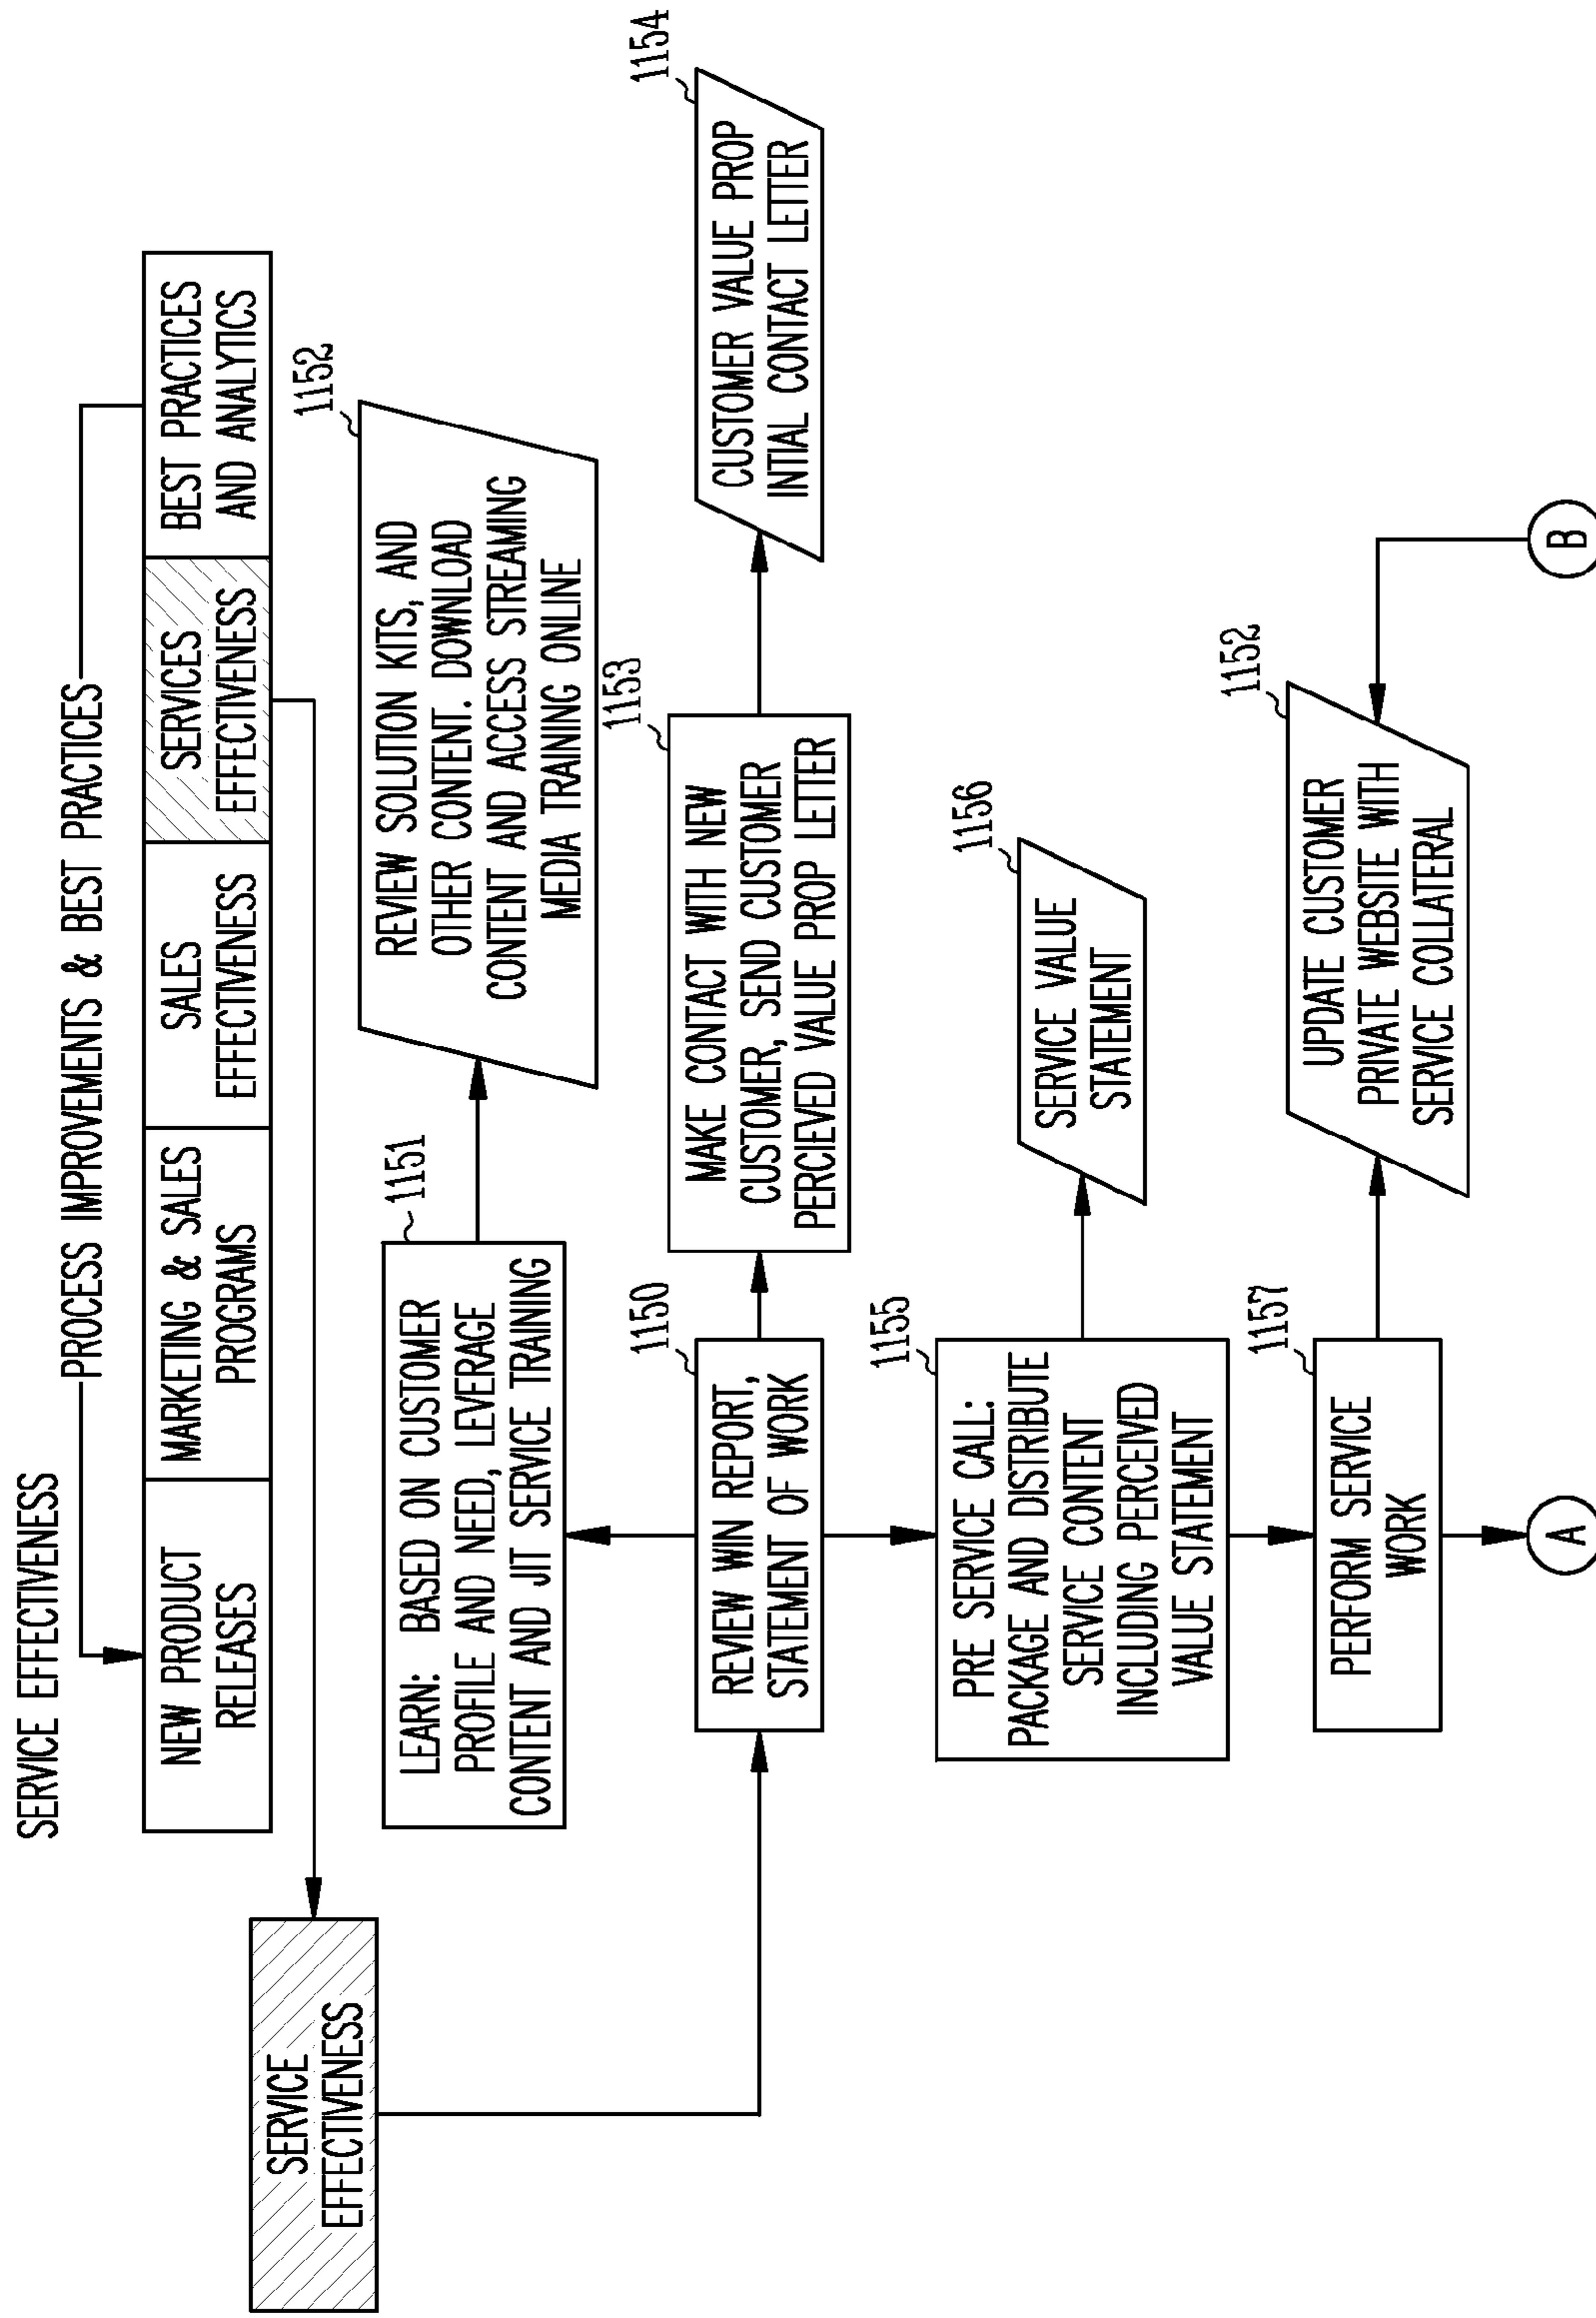 SERVICE EFFECTIVENESS
PROCESS IMPROVEMENTS & BEST PRACTICES
NEW PRODUCT
RELEASES
MARKETING & SALES
PROGRAMS
SALES
EFFECTIVENESS
SERVICES
EFFECTIVENESS
BEST PRACTICES
AND ANALYTICS
SERVICE
EFFECTIVENESS
1151
LEARN: BASED ON CUSTOMER
PROFILE AND NEED, LEVERAGE
CONTENT AND JIT SERVICE TRAINING
1152
REVIEW SOLUTION KITS, AND
OTHER CONTENT. DOWNLOAD
CONTENT AND ACCESS STREAMING
MEDIA TRAINING ONLINE
1150
REVIEW WIN REPORT,
STATEMENT OF WORK
1153
MAKE CONTACT WITH NEW
CUSTOMER, SEND CUSTOMER
PERCIEVED VALUE PROP LETTER
1154
CUSTOMER VALUE PROP
INTIAL CONTACT LETTER
1155
PRE SERVICE CALL:
PACKAGE AND DISTRIBUTE
SERVICE CONTENT
INCLUDING PERCEIVED
VALUE STATEMENT
1156
SERVICE VALUE
STATEMENT
1157
PERFORM SERVICE
WORK
1152
UPDATE CUSTOMER
PRIVATE WEBSITE WITH
SERVICE COLLATERAL
A
B